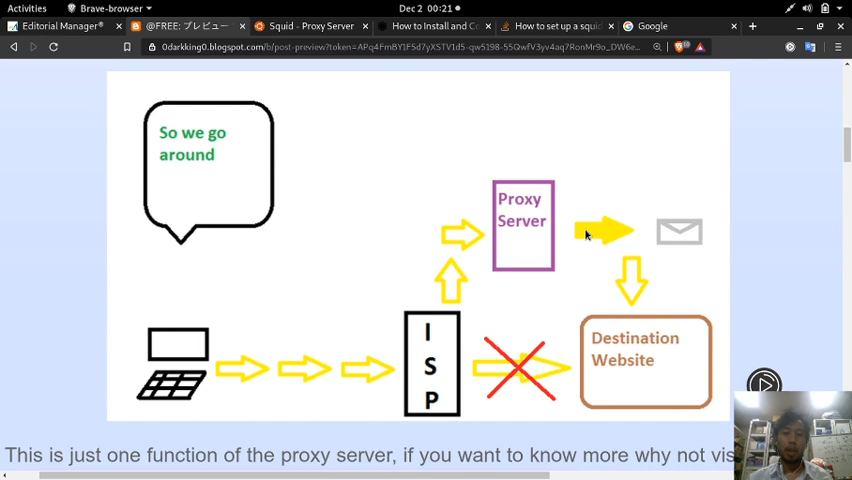 Activities
Brave-browser
Dec 2 00:21
Editorial Manager®
@FREE: プレビュー
Squid - Proxy Server
How to Install and Co
How to set up a squi
Google
0darkking0.blogspot.com/b/post-preview?token=APq4FmBY1F5d7yXSTV1d5-qw5198-55QwfV3yv4aq7RonMr9o_DW6e...
So we go
around
Proxy
Server
I
S
P
Destination
Website
This is just one function of the proxy server, if you want to know more why not vis